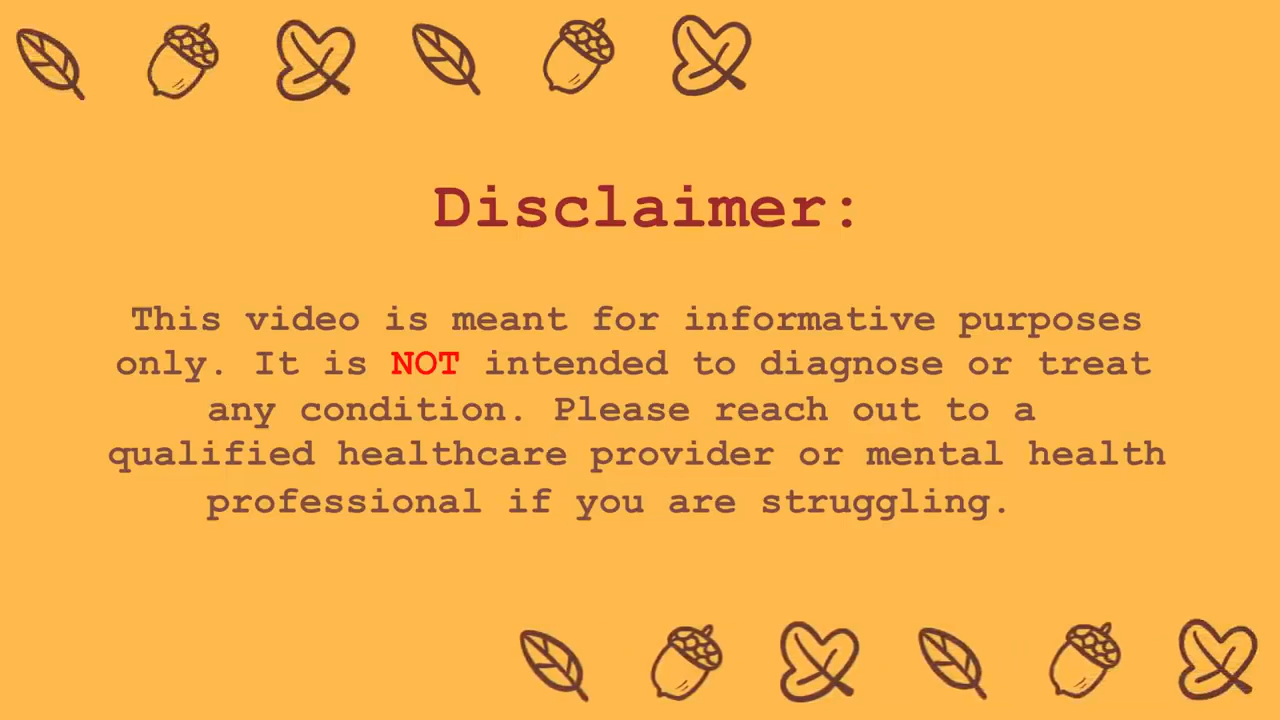 Disclaimer:
This video is meant for informative purposes
only. It is NOT intended to diagnose or treat
any condition. Please reach out to a
qualified healthcare provider or mental health
professional if you are struggling.